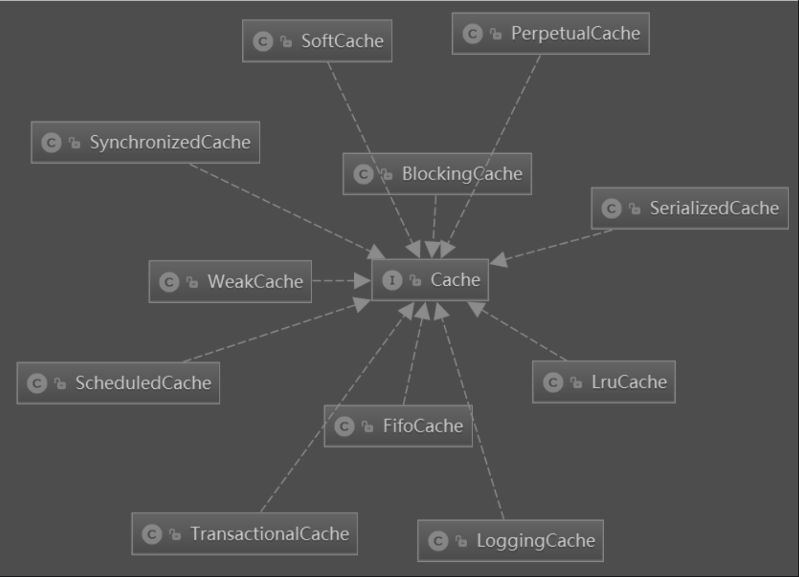 C SoftCache
C PerpetualCache
C SynchronizedCache
C BlockingCache
C SerializedCache
C WeakCache
I Cache
C ScheduledCache
C LruCache
C FifoCache
C TransactionalCache
C LoggingCache